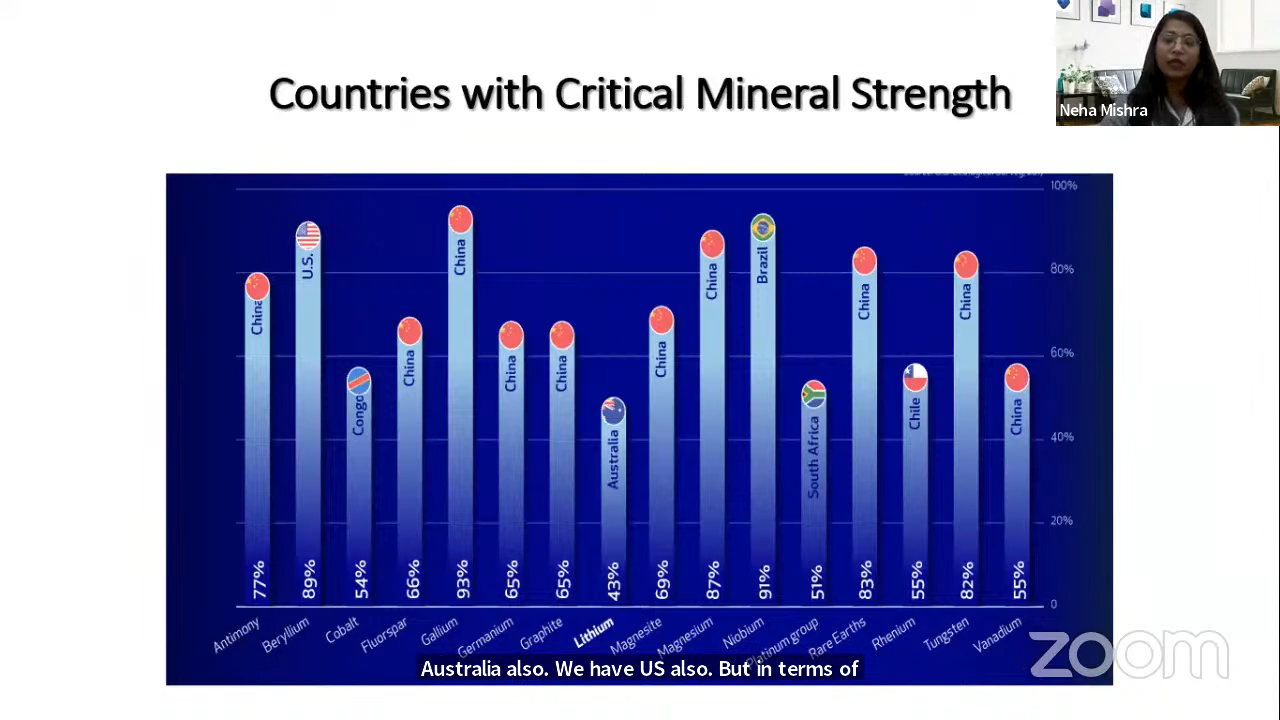 Countries with Critical Mineral Strength
Neha Mishra
100%
80%
60%
40%
20%
0
China
U.S.
Congo
China
China
China
China
Australia
China
China
Brazil
South Africa
China
Chile
China
China
77%
89%
54%
66%
93%
65%
65%
43%
69%
87%
91%
51%
83%
55%
82%
55%
Antimony
Beryllium
Cobalt
Fluorspar
Gallium
Germanium
Graphite
Lithium
Magnesite
Magnesium
Niobium
Platinum group
Rare Earths
Rhenium
Tungsten
Vanadium
Australia also. We have US also. But in terms of
zoom